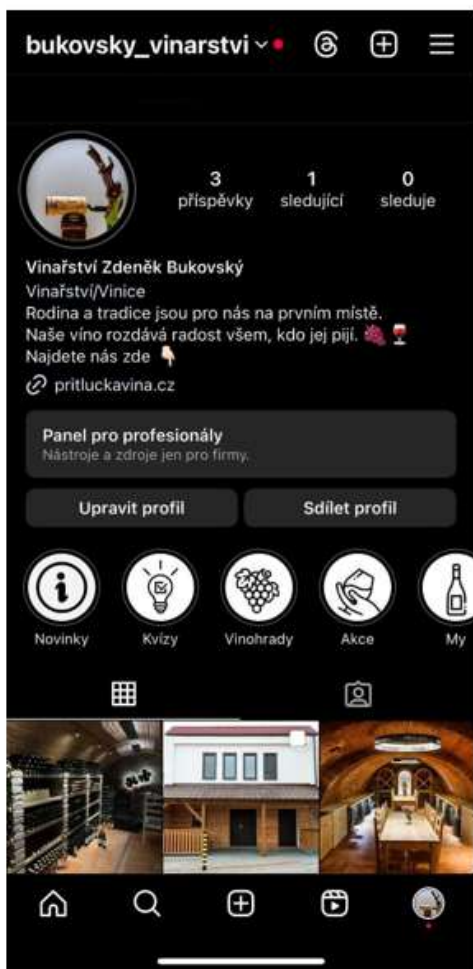 bukovsky_vinarstvi
3 1 0
příspěvky sledující sleduje
Vinařství Zdeněk Bukovský
Vinařství/Vinice
Rodina a tradice jsou pro nás na prvním místě.
Naše víno rozdává radost všem, kdo jej pijí. 🍇🍷
Najdete nás zde 👇🏻
pritluckavina.cz
Panel pro profesionály
Nástroje a zdroje jen pro firmy.
Upravit profil Sdílet profil
Novinky Kvízy Vinohrady Akce My